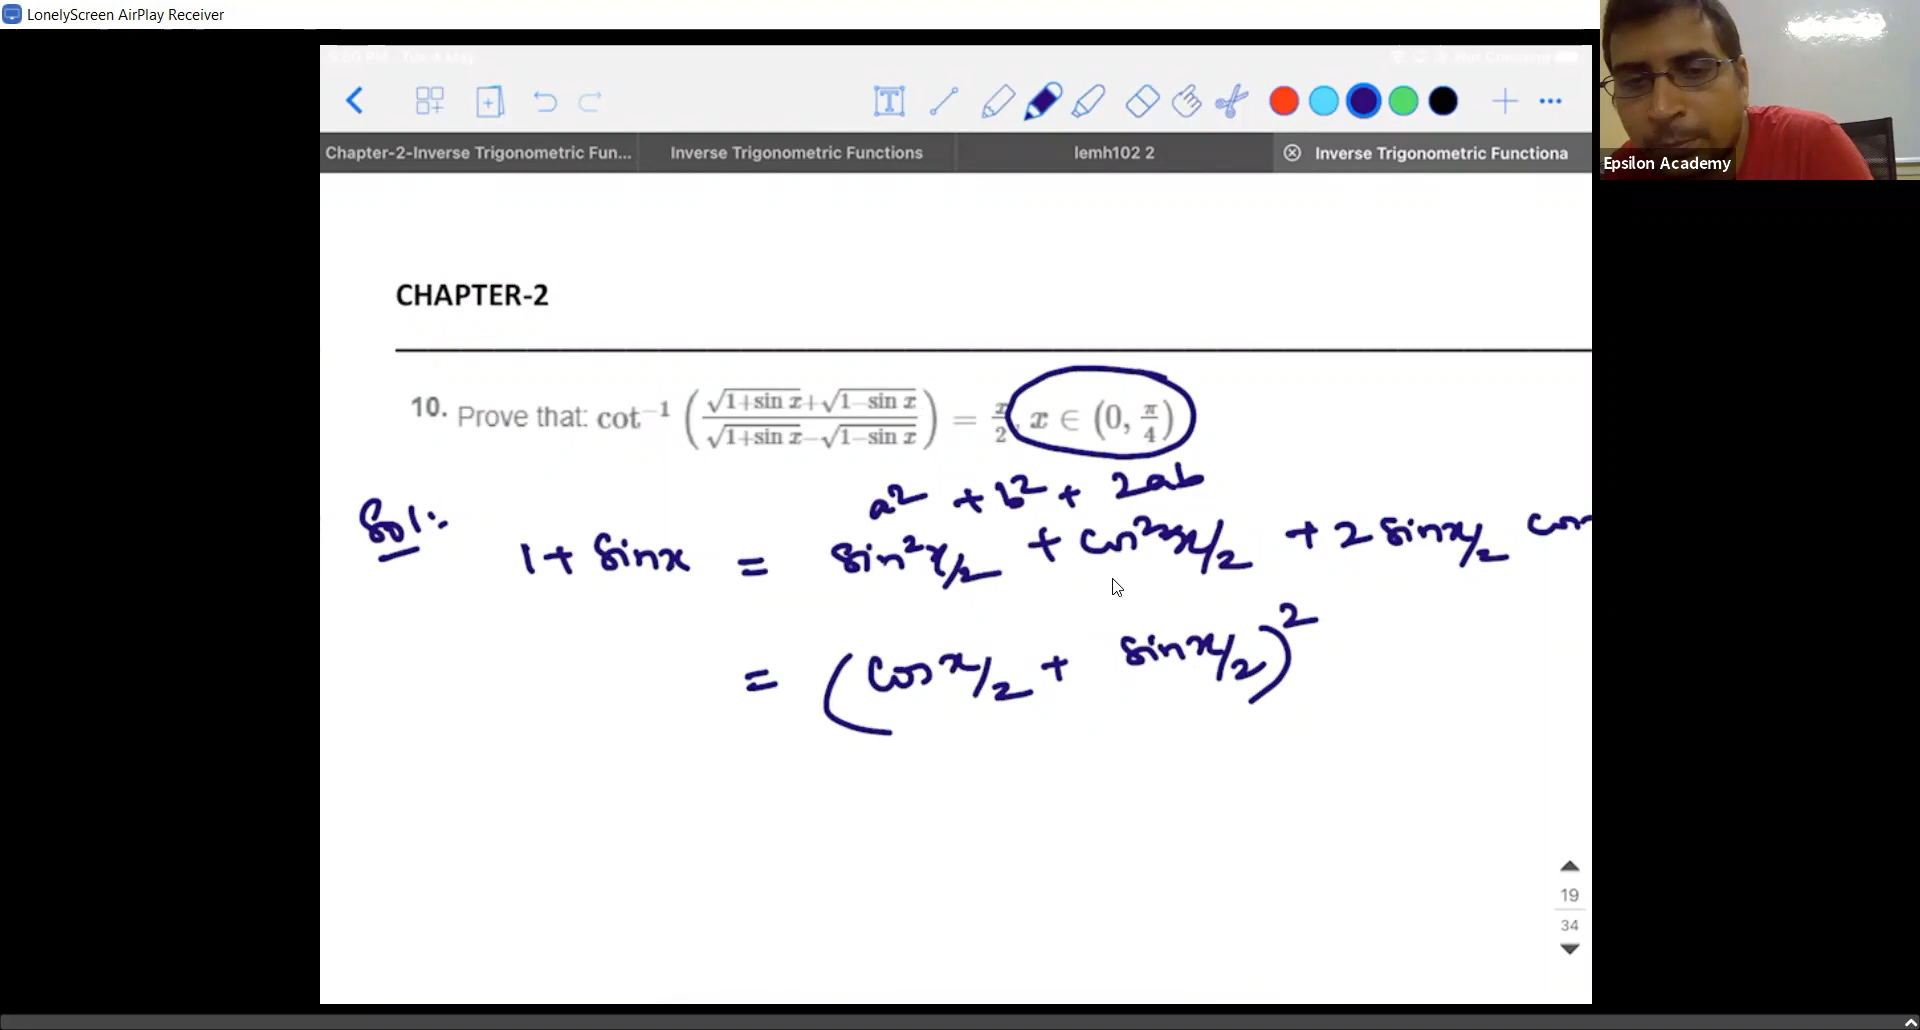 LonelyScreen AirPlay Receiver
Epsilon Academy
Chapter-2-Inverse Trigonometric Fun...
Inverse Trigonometric Functions
lemh102 2
Inverse Trigonometric Functiona
CHAPTER-2
10. Prove that: cot⁻¹ ((√1+sin x+√1−sin x)/(√1+sin x−√1−sin x)) = x/2, x ∈ (0, π/4)
a² + b² + 2ab
Sol:
1 + sinx = sin²x/2 + cos²x/2 + 2 sinx/2 cos
= (cos x/2 + sinx/2)²
19
34